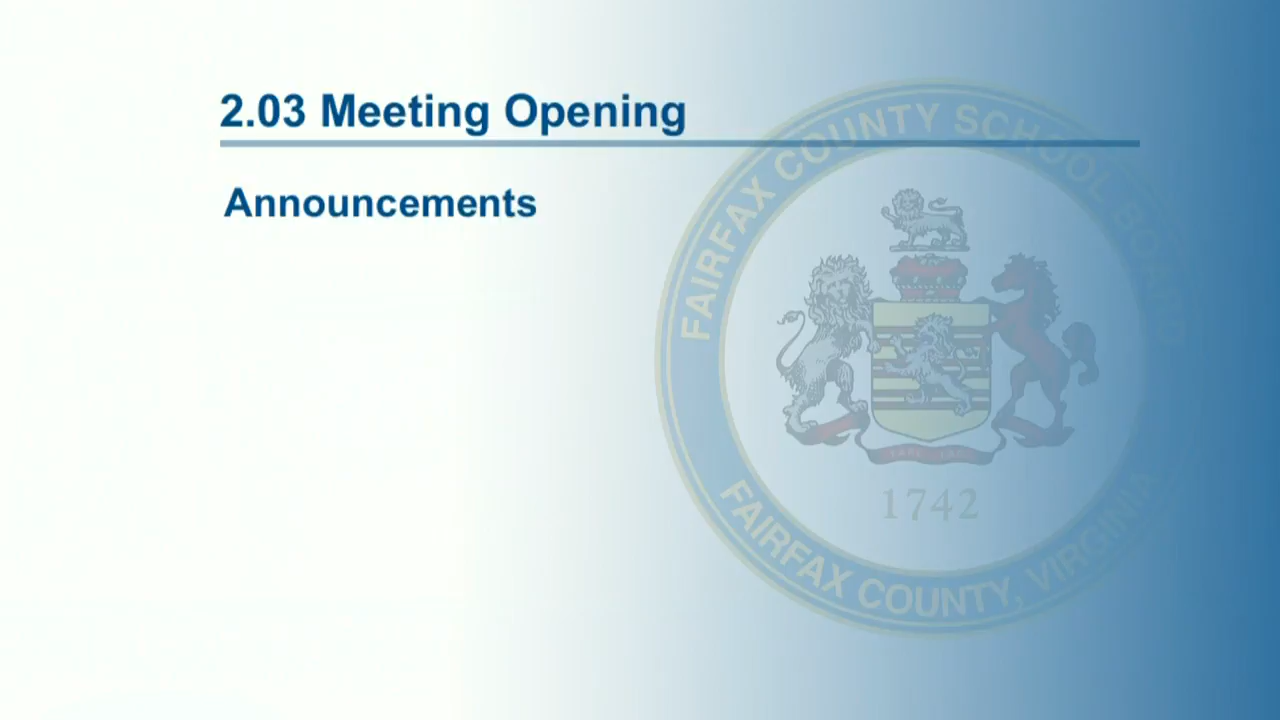 2.03 Meeting Opening
Announcements
FAIRFAX COUNTY SCHOOL BOARD
1742
FAIRFAX COUNTY, VIRGINIA